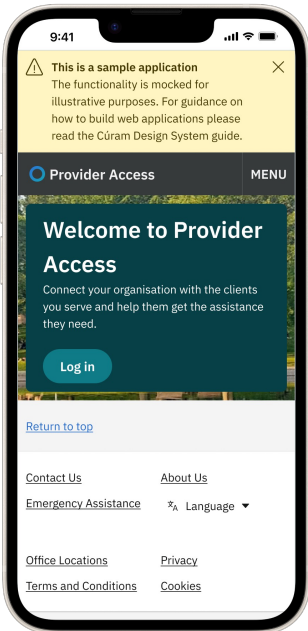 9:41
This is a sample application
The functionality is mocked for
illustrative purposes. For guidance on
how to build web applications please
read the Cúram Design System guide.
Provider Access
MENU
Welcome to Provider
Access
Connect your organisation with the clients
you serve and help them get the assistance
they need.
Log in
Return to top
Contact Us
About Us
Emergency Assistance
Language
Office Locations
Privacy
Terms and Conditions
Cookies